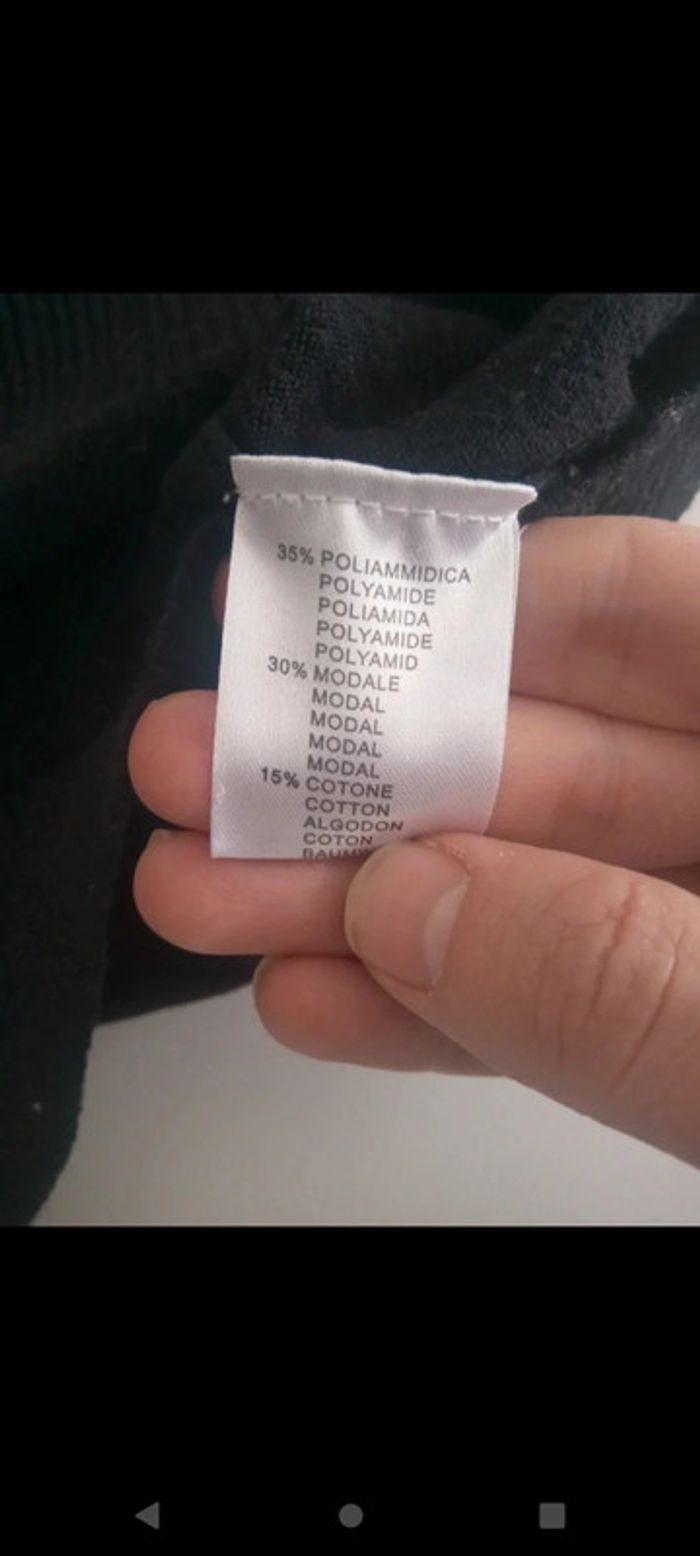 35% POLIAMMIDICA
POLYAMIDE
POLIAMIDA
POLYAMIDE
POLYAMID
30% MODALE
MODAL
MODAL
MODAL
MODAL
15% COTONE
COTTON
ALGODON
COTON